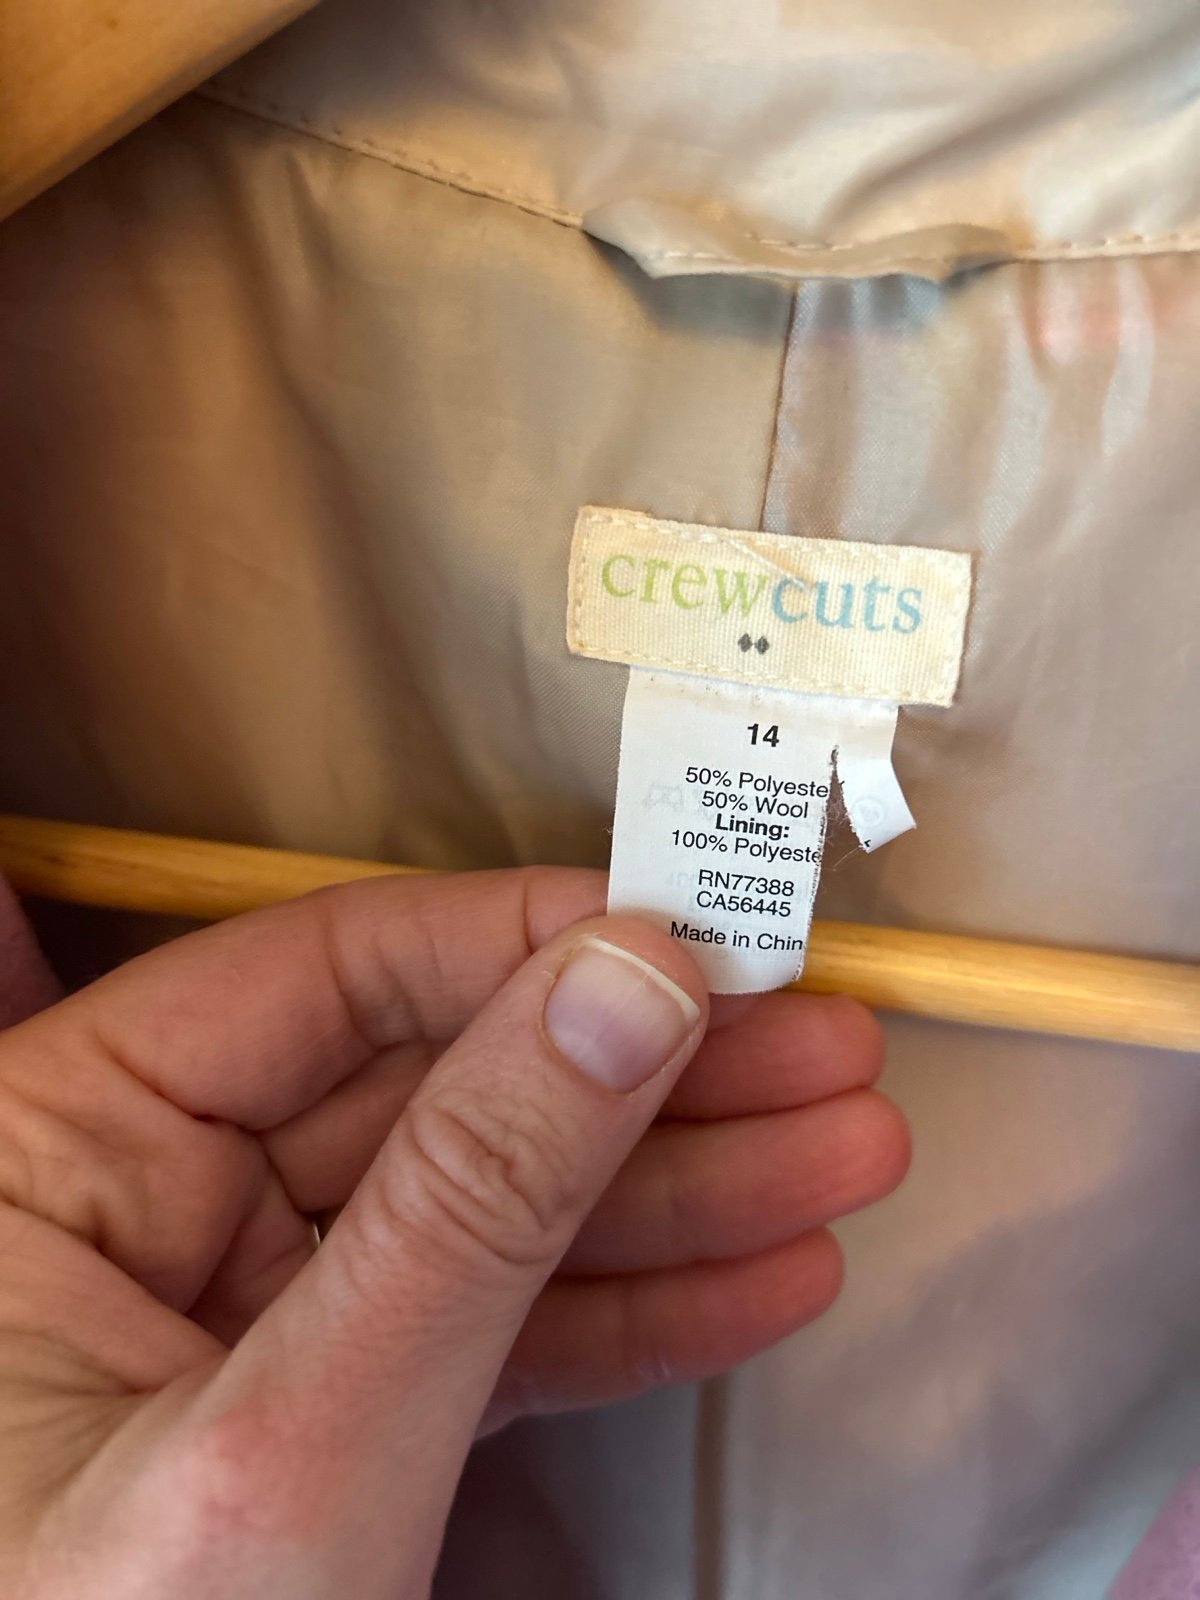 crewcuts
14
50% Polyeste
50% Wool
Lining:
100% Polyeste
RN77388
CA56445
Made in Chin